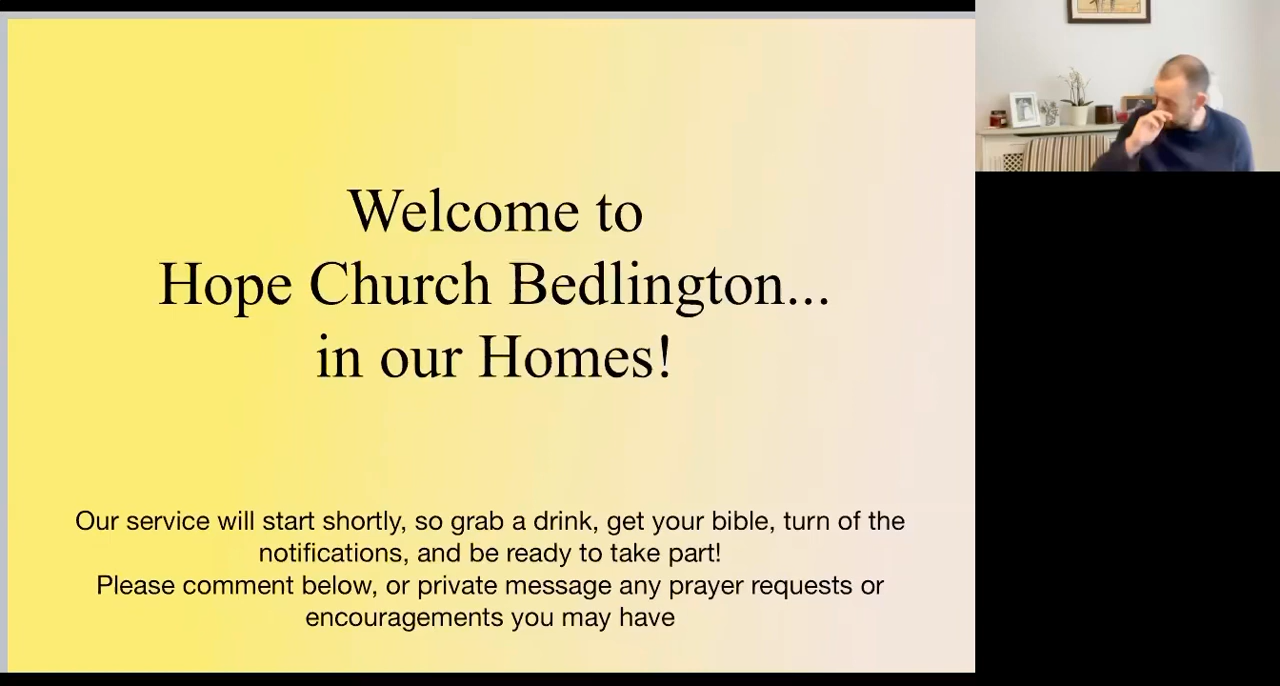 Welcome to
Hope Church Bedlington...
in our Homes!
Our service will start shortly, so grab a drink, get your bible, turn of the
notifications, and be ready to take part!
Please comment below, or private message any prayer requests or
encouragements you may have